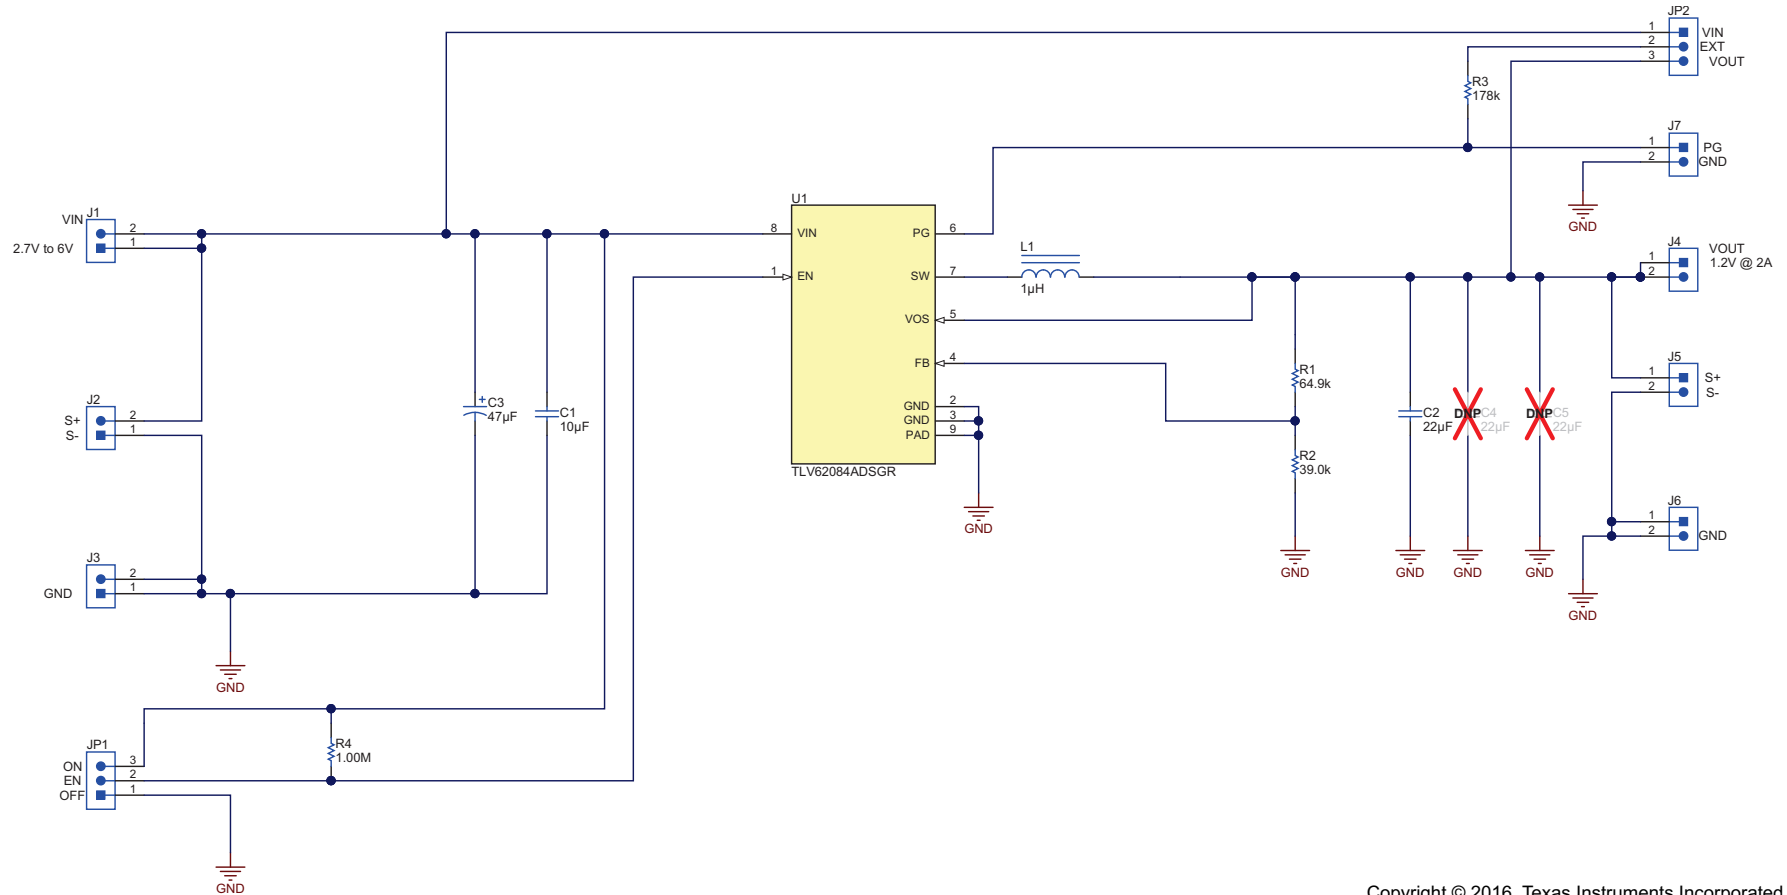 JP2
1 VIN
2 EXT
3 VOUT
R3
178k
J7
1 PG
2 GND
GND
U1
VIN J1
2
1
2.7V to 6V
8 VIN
PG 6
1 EN
SW 7
VOS 5
FB 4
GND 2
GND 3
PAD 9
TLV62084ADSGR
GND
L1
1µH
J4
VOUT
1.2V @ 2A
1
2
R1
64.9k
R2
39.0k
GND
J5
1 S+
2 S-
J2
S+ 2
S- 1
+ C3
47µF
C1
10µF
C2
22µF
DNP C4
22µF
DNP C5
22µF
GND
GND
GND
J6
1
2 GND
GND
J3
2
GND 1
GND
R4
1.00M
JP1
ON 3
EN 2
OFF 1
GND
Copyright © 2016, Texas Instruments Incorporated